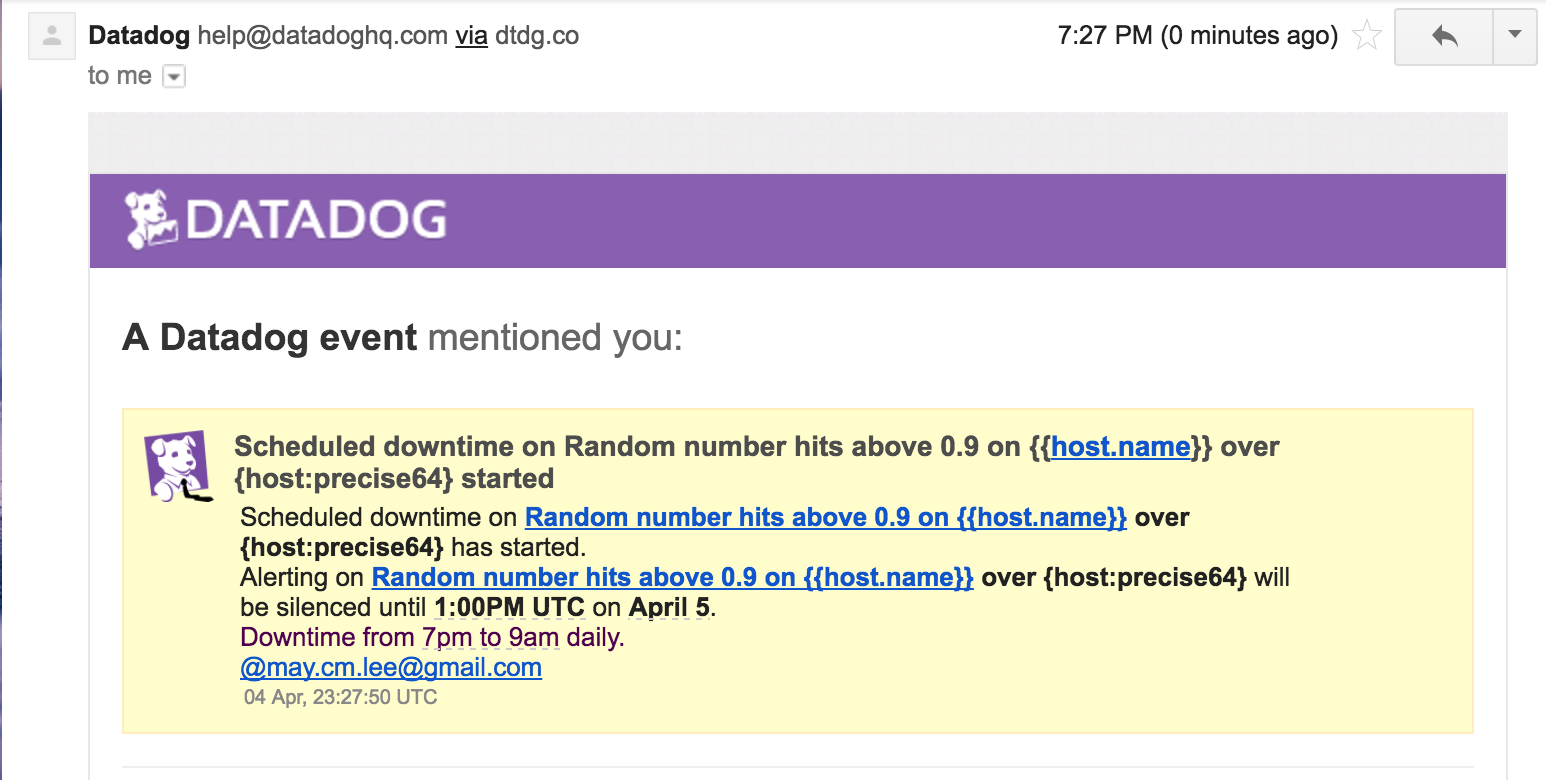 Datadog help@datadoghq.com via dtdg.co
7:27 PM (0 minutes ago)
to me
DATADOG
A Datadog event mentioned you:
Scheduled downtime on Random number hits above 0.9 on {{host.name}} over
{host:precise64} started
Scheduled downtime on Random number hits above 0.9 on {{host.name}} over
{host:precise64} has started.
Alerting on Random number hits above 0.9 on {{host.name}} over {host:precise64} will
be silenced until 1:00PM UTC on April 5.
Downtime from 7pm to 9am daily.
@may.cm.lee@gmail.com
04 Apr, 23:27:50 UTC